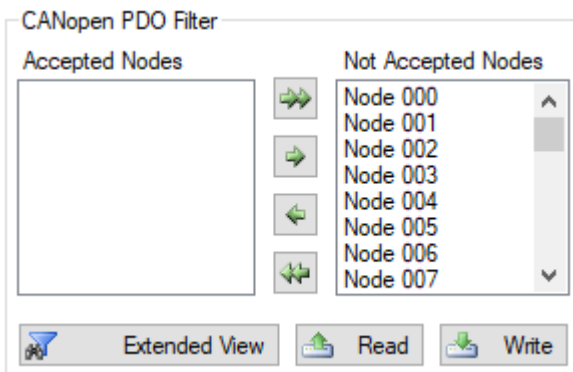 CANopen PDO Filter
Accepted Nodes
Not Accepted Nodes
Node 000
Node 001
Node 002
Node 003
Node 004
Node 005
Node 006
Node 007
Extended View
Read
Write